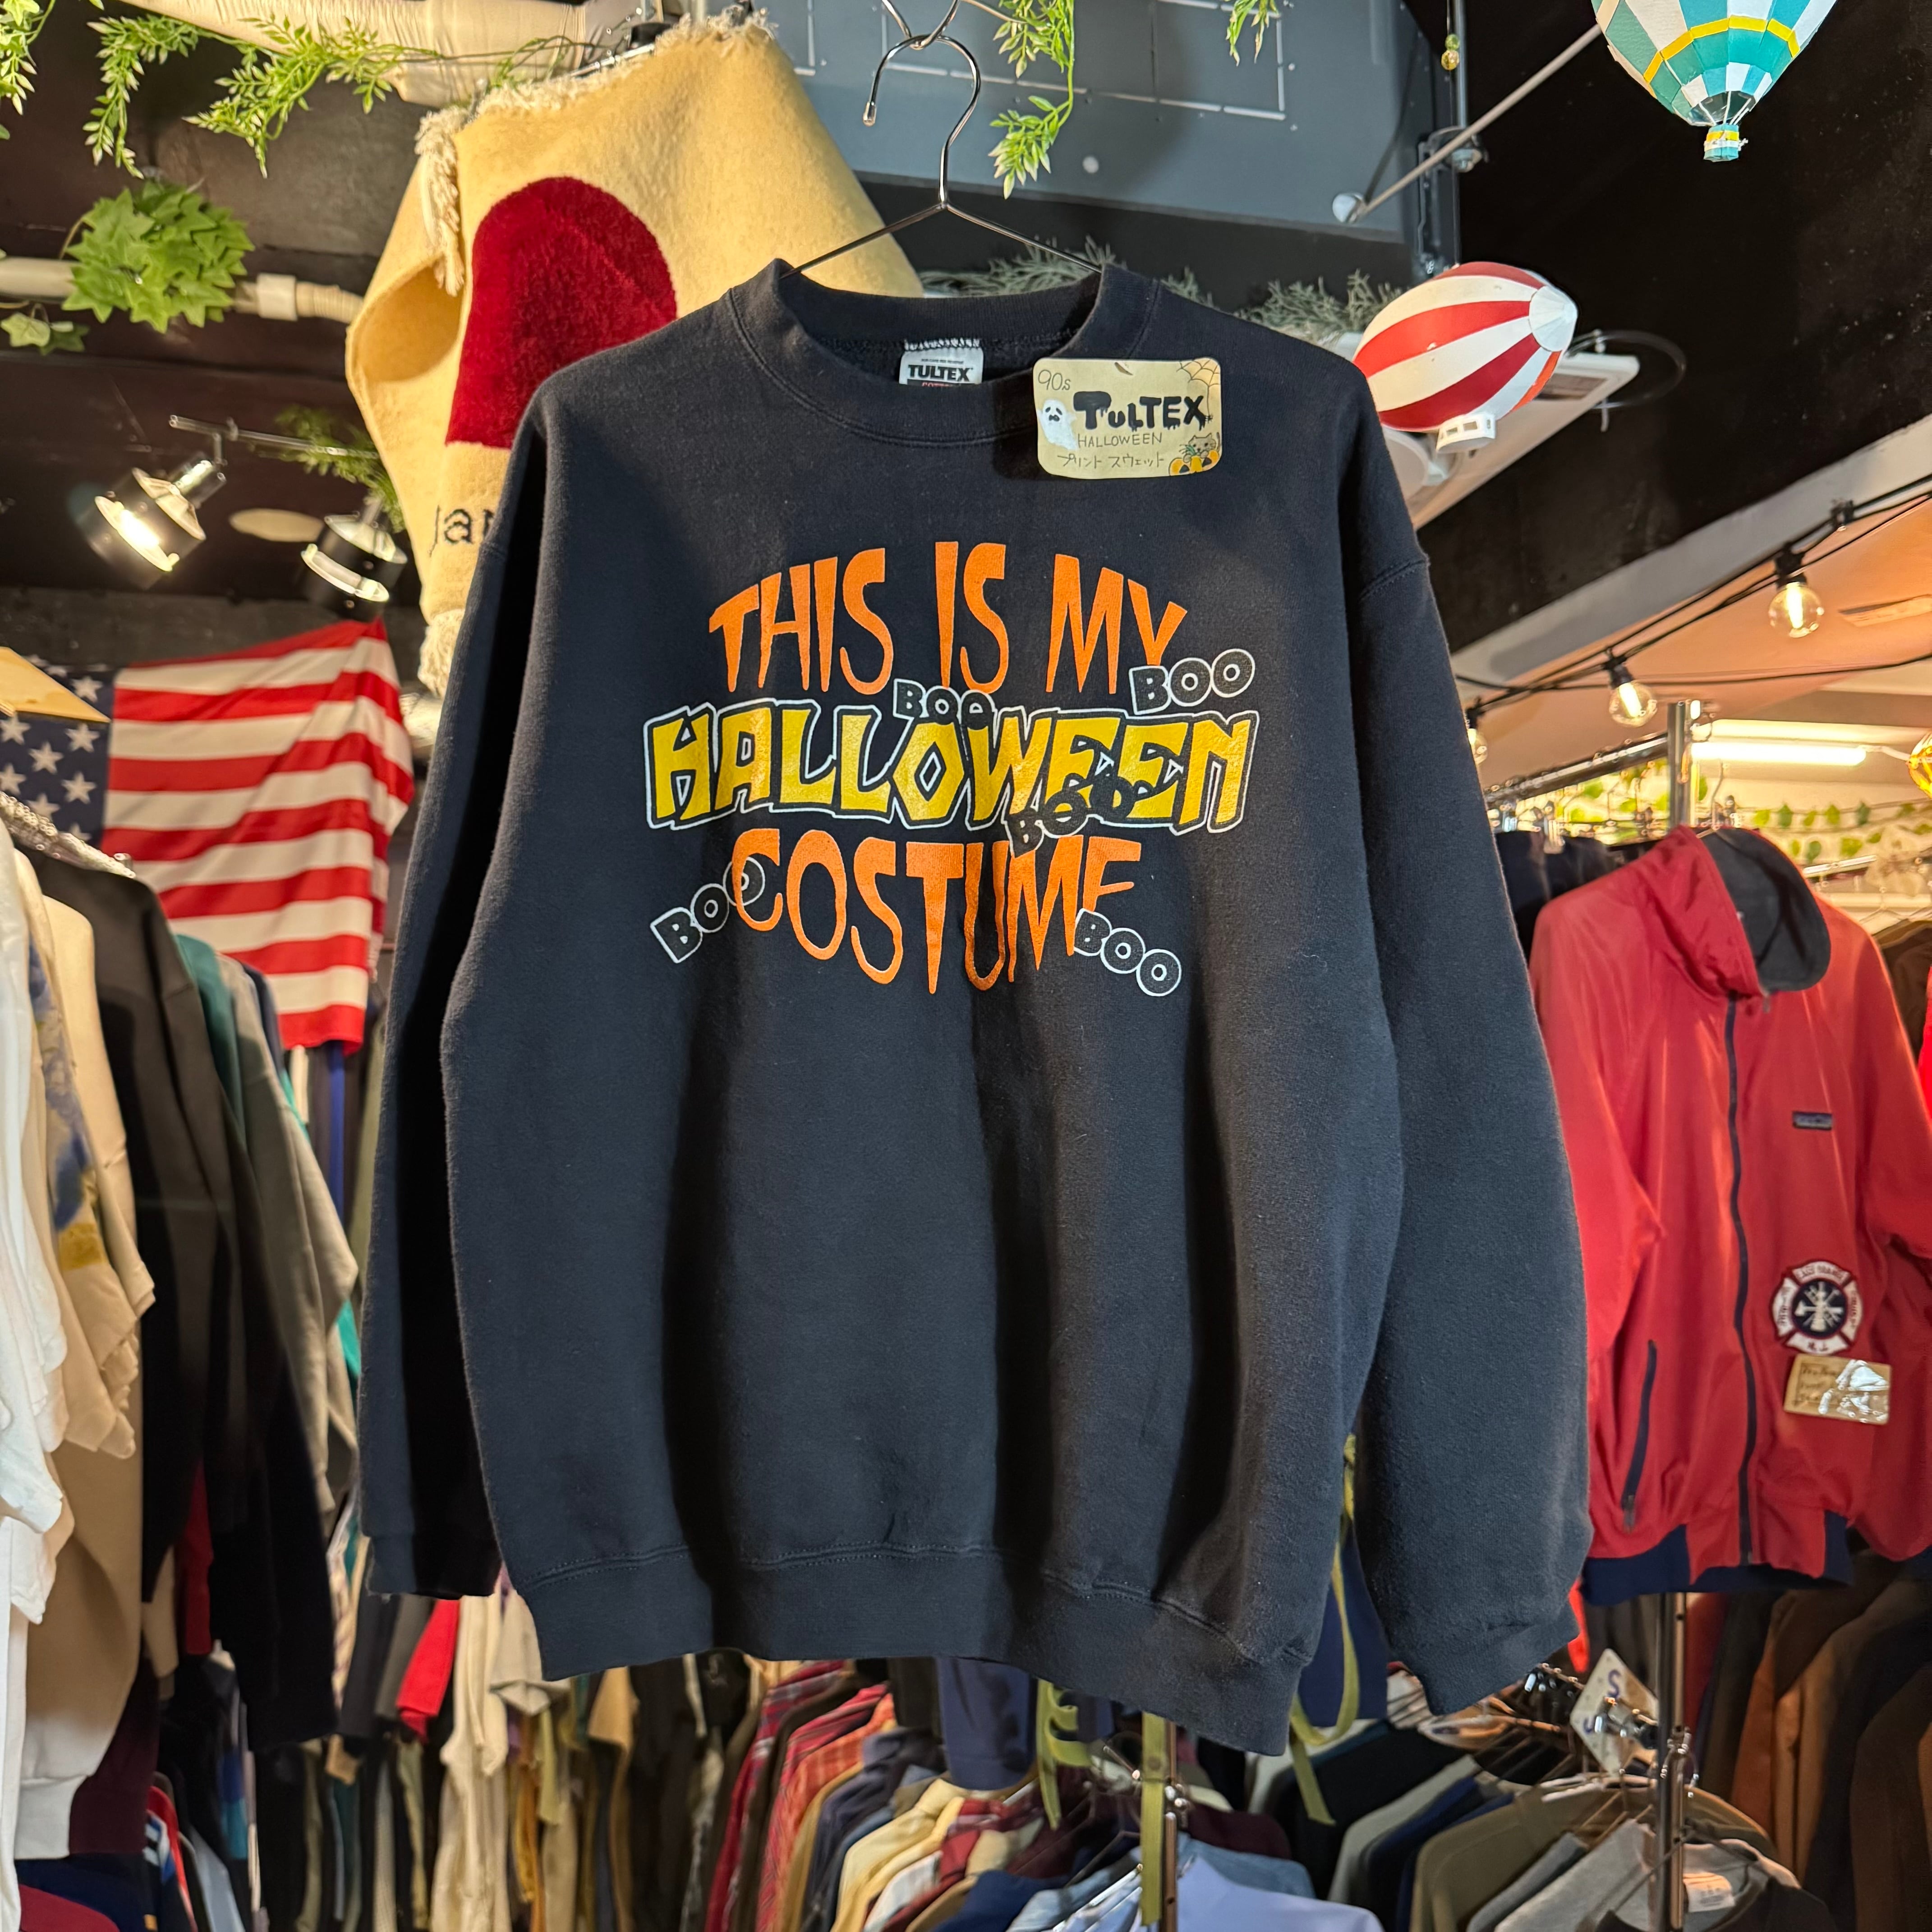 TULTEX
90s
TULTEX
HALLOWEEN
プリント スウェット
THIS IS MY
BOO
BOO
HALLOWEEN
BOO
COSTUME
BOO
BOO
N.J.
S